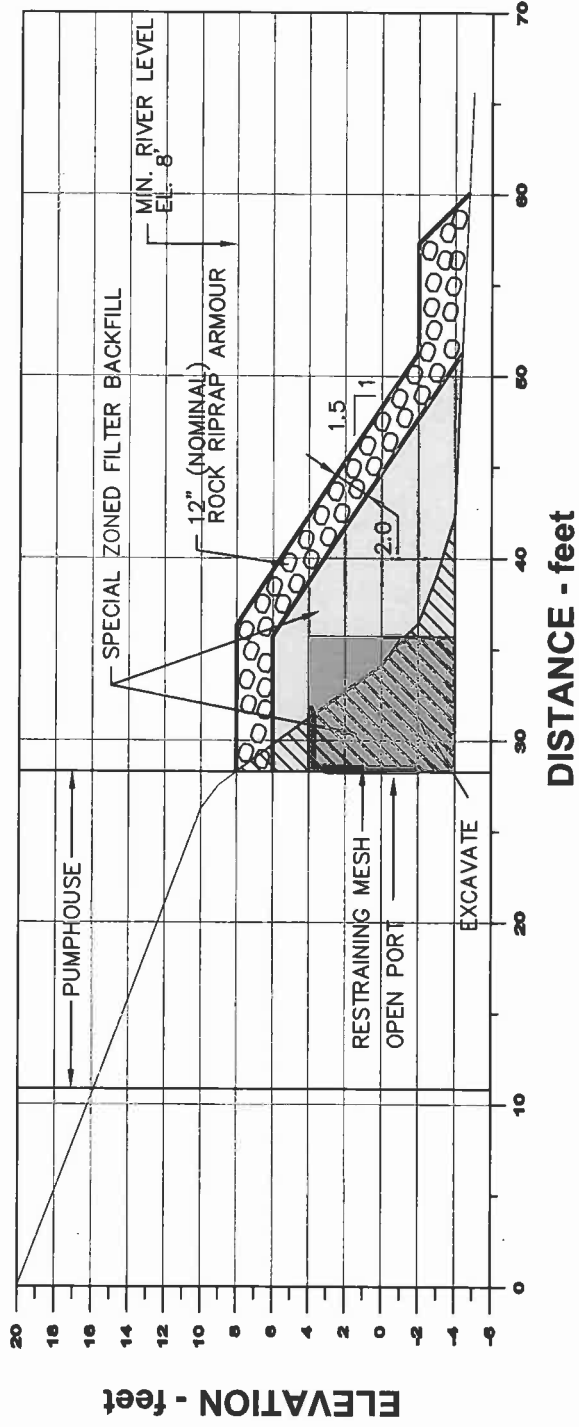 PUMPHOUSE
SPECIAL ZONED FILTER BACKFILL
12" (NOMINAL)
ROCK RIPRAP ARMOUR
MIN. RIVER LEVEL
EL. 8'
1.5
1
2.0
RESTRAINING MESH
OPEN PORT
EXCAVATE
ELEVATION - feet
20
18
16
14
12
10
8
6
4
2
0
-2
-4
-6
0
10
20
30
40
50
60
70
DISTANCE - feet